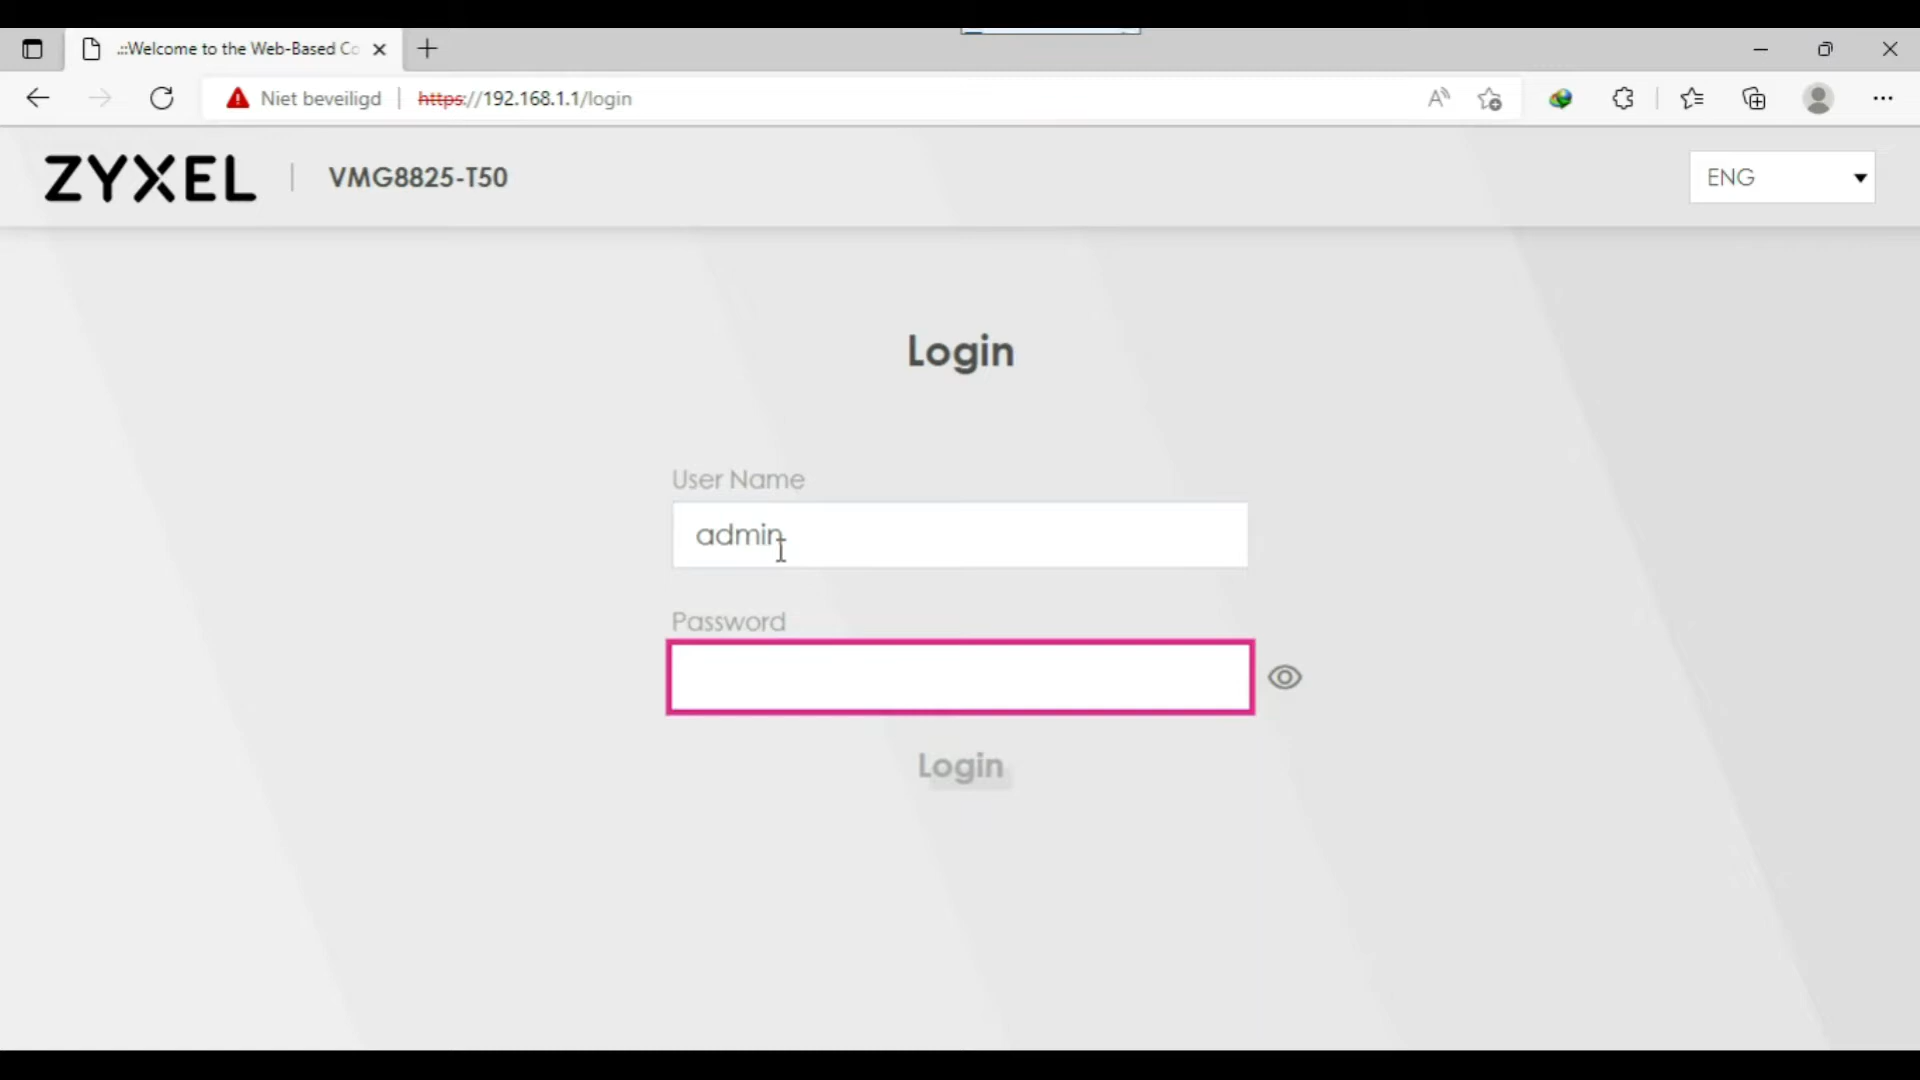 .::Welcome to the Web-Based Co
Niet beveiligd | https://192.168.1.1/login
ZYXEL | VMG8825-T50
ENG
Login
User Name
admin
Password
Login